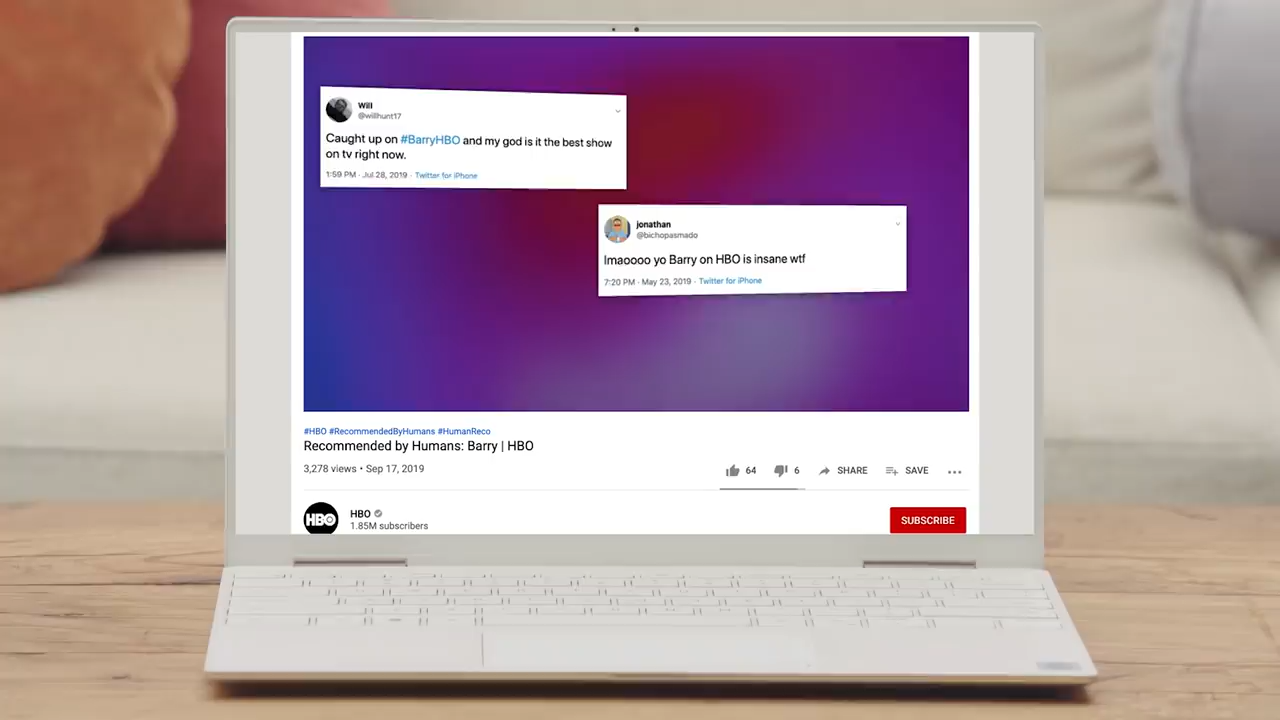 Will
@willhunt17
Caught up on #BarryHBO and my god is it the best show
on tv right now.
1:59 PM · Jul 28, 2019 · Twitter for iPhone
jonathan
@bichopasmado
lmaoooo yo Barry on HBO is insane wtf
7:20 PM · May 23, 2019 · Twitter for iPhone
#HBO #RecommendedByHumans #HumanReco
Recommended by Humans: Barry | HBO
3,278 views • Sep 17, 2019
64
6
SHARE
SAVE
HBO
HBO
1.85M subscribers
SUBSCRIBE